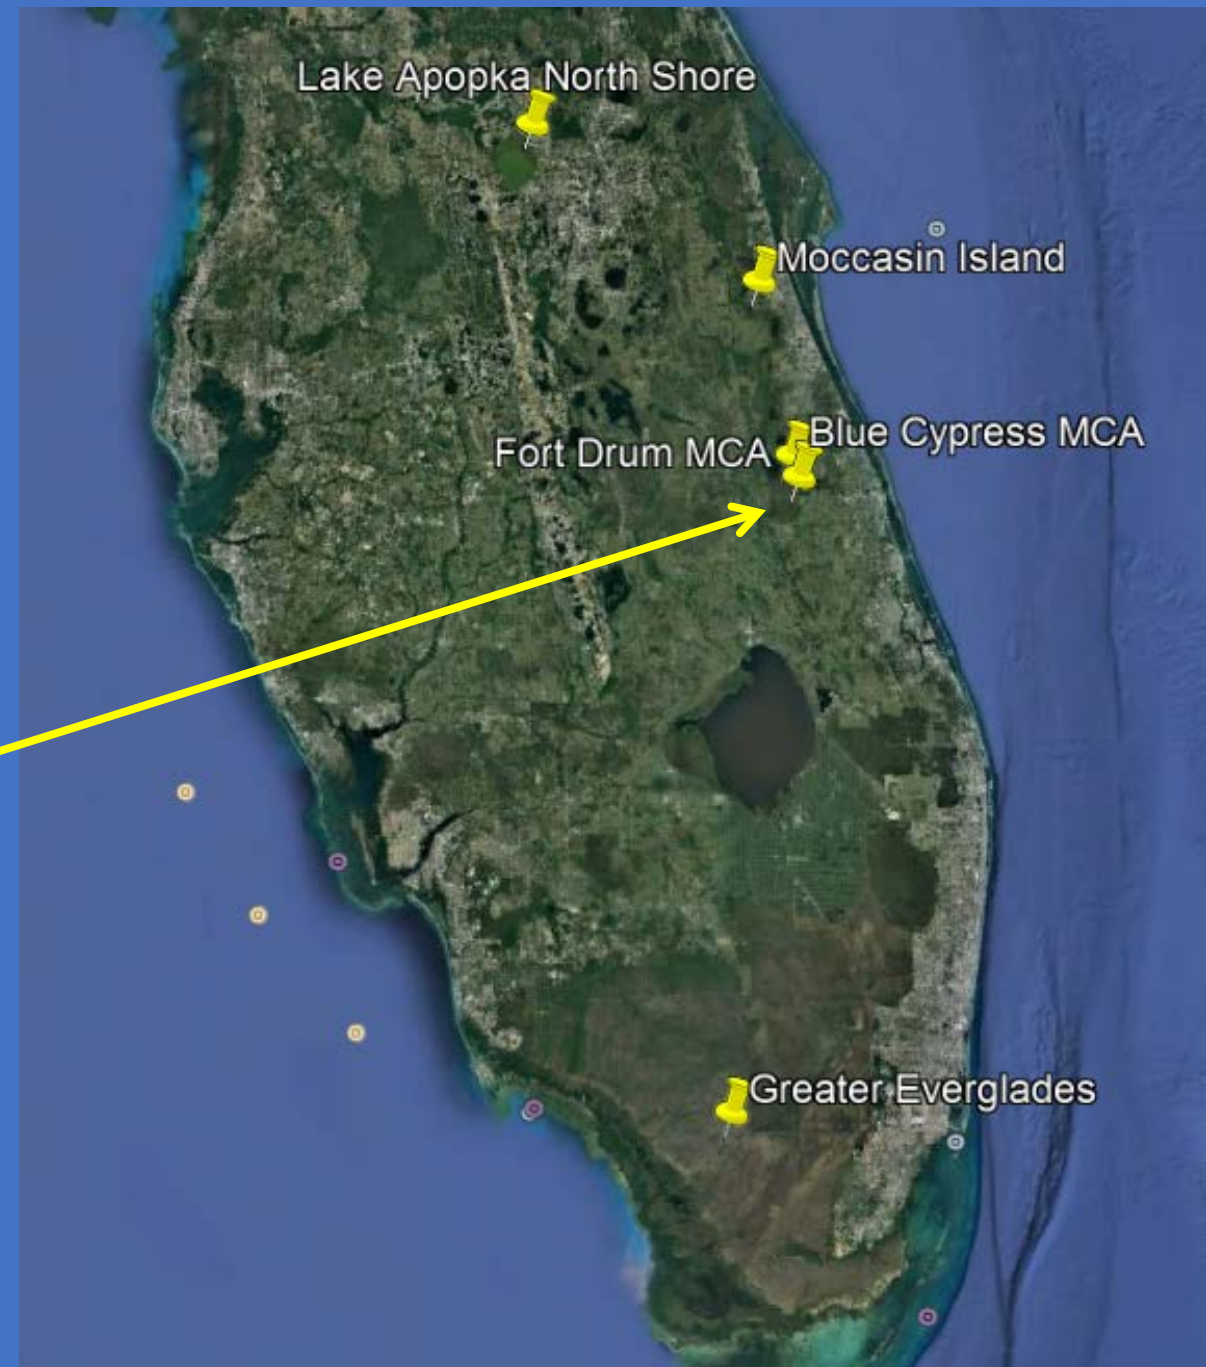 Lake Apopka North Shore
Moccasin Island
Blue Cypress MCA
Fort Drum MCA
Greater Everglades